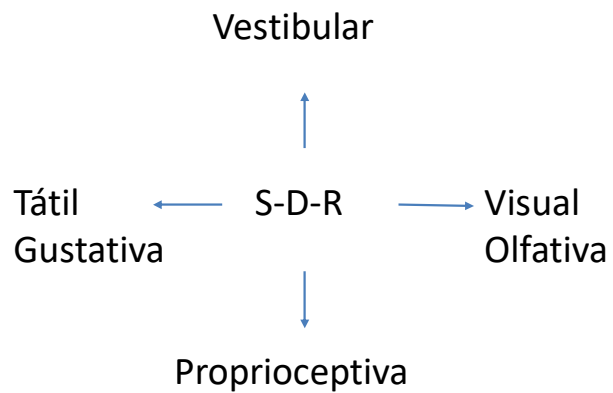 Vestibular
Tátil
Gustativa
S-D-R
Visual
Olfativa
Proprioceptiva